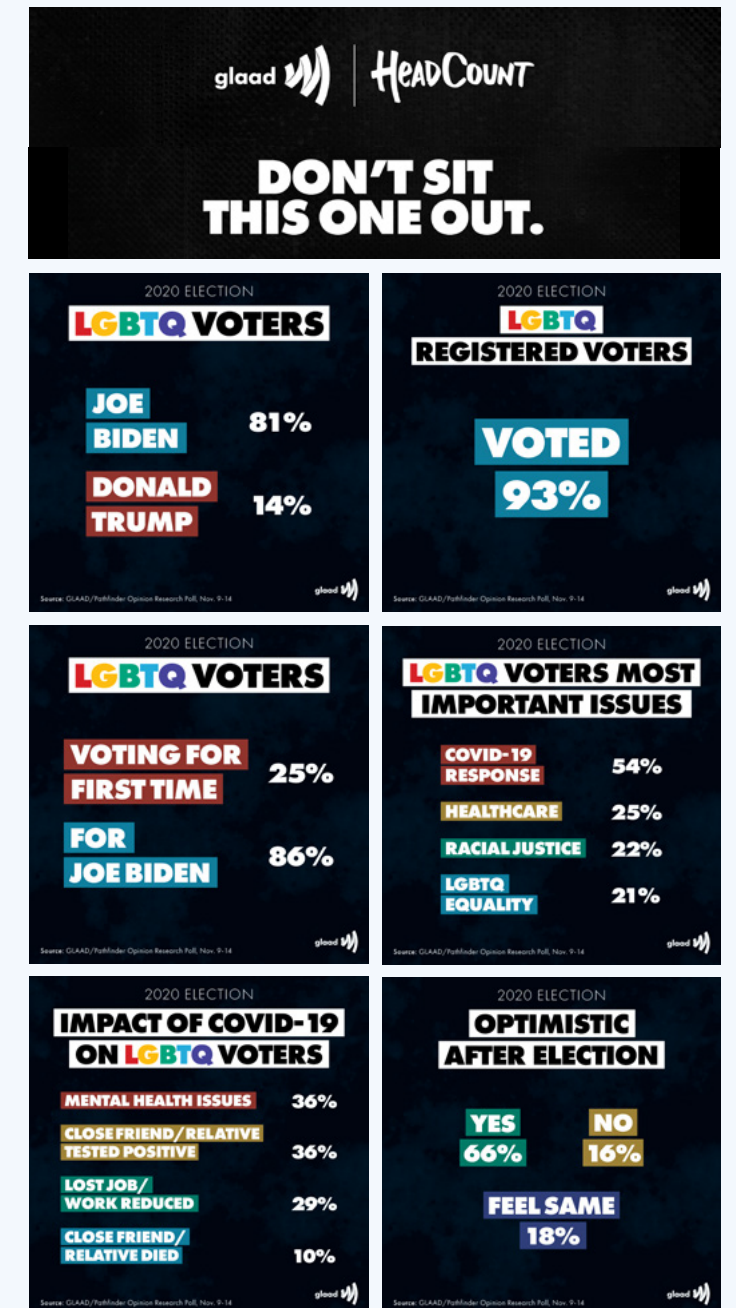 glaad | HEADCOUNT
DON'T SIT
THIS ONE OUT.
2020 ELECTION
LGBTQ VOTERS
JOE
BIDEN
81%
DONALD
TRUMP
14%
Source: GLAAD/Pathfinder Opinion Research Poll, Nov. 9-14
glaad
2020 ELECTION
LGBTQ
REGISTERED VOTERS
VOTED
93%
Source: GLAAD/Pathfinder Opinion Research Poll, Nov. 9-14
glaad
2020 ELECTION
LGBTQ VOTERS
VOTING FOR
FIRST TIME
25%
FOR
JOE BIDEN
86%
Source: GLAAD/Pathfinder Opinion Research Poll, Nov. 9-14
glaad
2020 ELECTION
LGBTQ VOTERS MOST
IMPORTANT ISSUES
COVID-19
RESPONSE
54%
HEALTHCARE 25%
RACIAL JUSTICE 22%
LGBTQ
EQUALITY
21%
Source: GLAAD/Pathfinder Opinion Research Poll, Nov. 9-14
glaad
2020 ELECTION
IMPACT OF COVID-19
ON LGBTQ VOTERS
MENTAL HEALTH ISSUES 36%
CLOSE FRIEND/RELATIVE
TESTED POSITIVE 36%
LOST JOB/
WORK REDUCED 29%
CLOSE FRIEND/
RELATIVE DIED 10%
Source: GLAAD/Pathfinder Opinion Research Poll, Nov. 9-14
glaad
2020 ELECTION
OPTIMISTIC
AFTER ELECTION
YES NO
66% 16%
FEEL SAME
18%
Source: GLAAD/Pathfinder Opinion Research Poll, Nov. 9-14
glaad